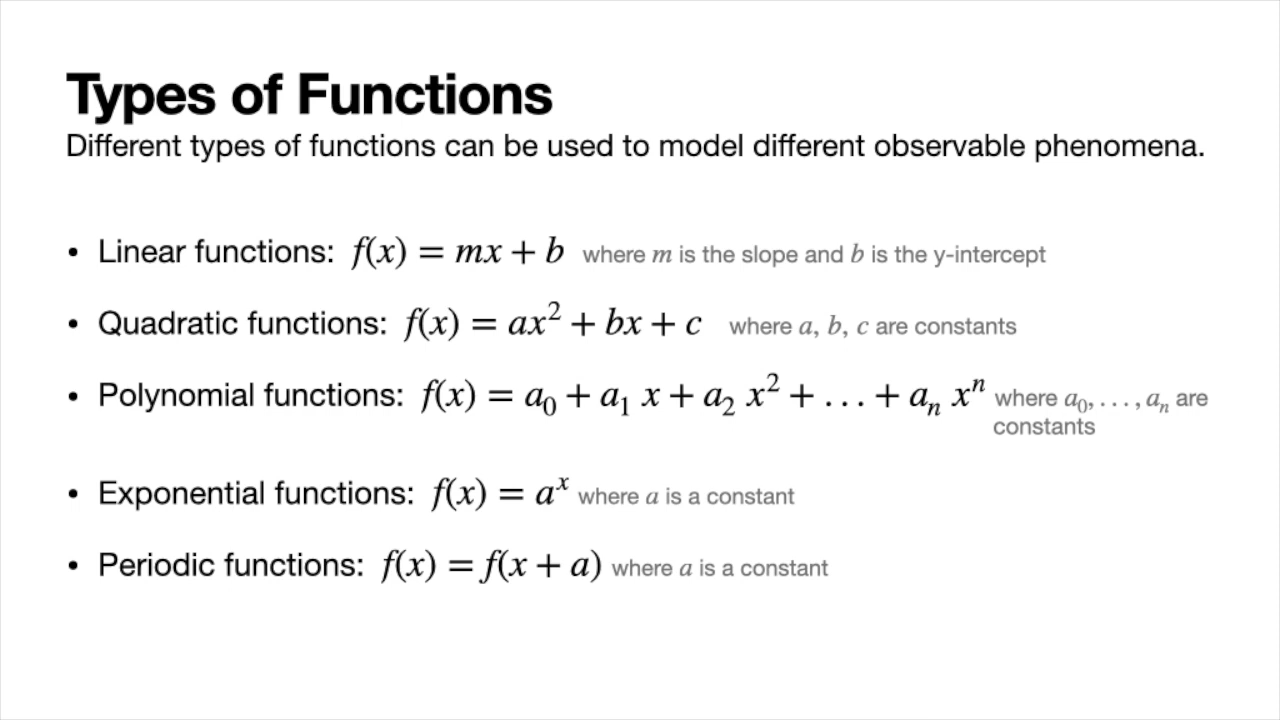 Types of Functions
Different types of functions can be used to model different observable phenomena.
• Linear functions: f(x) = mx + b where m is the slope and b is the y-intercept
• Quadratic functions: f(x) = ax² + bx + c where a, b, c are constants
• Polynomial functions: f(x) = a₀ + a₁ x + a₂ x² + . . . + aₙ xⁿ where a₀, . . . , aₙ are
constants
• Exponential functions: f(x) = aˣ where a is a constant
• Periodic functions: f(x) = f(x + a) where a is a constant